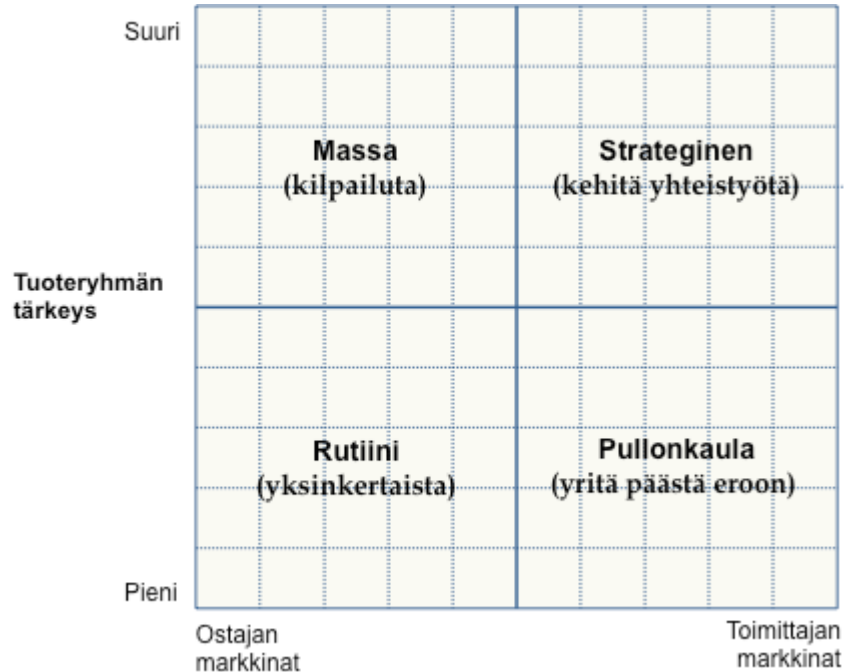 Suuri
Massa
(kilpailuta)
Strateginen
(kehitä yhteistyötä)
Tuoteryhmän
tärkeys
Rutiini
(yksinkertaista)
Pullonkaula
(yritä päästä eroon)
Pieni
Ostajan
markkinat
Toimittajan
markkinat